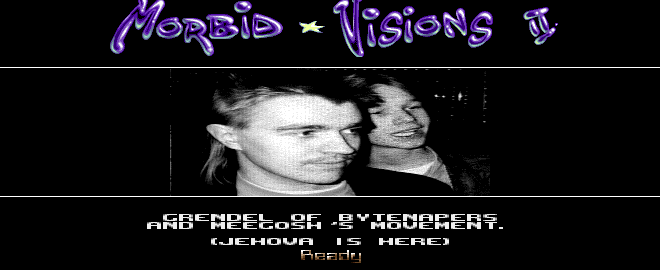 MORBID ★ VISIONS II
GRENDEL OF BYTENAPERS
AND MEEGOSH'S MOVEMENT.
(JEHOVA IS HERE)
Ready